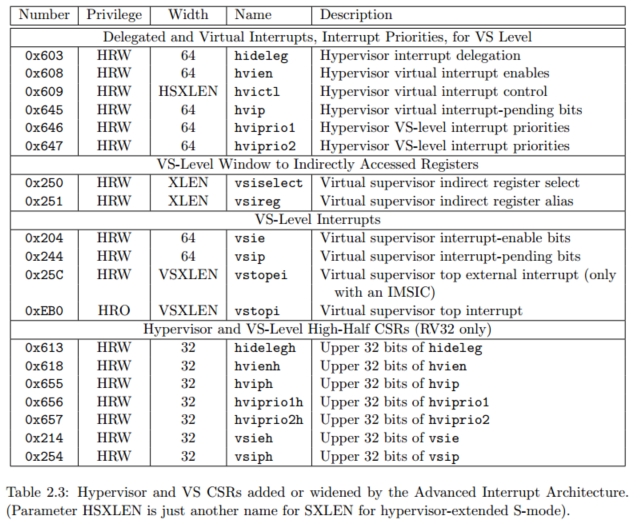 Number Privilege Width Name Description
Delegated and Virtual Interrupts, Interrupt Priorities, for VS Level
0x603 HRW 64 hideleg Hypervisor interrupt delegation
0x608 HRW 64 hvien Hypervisor virtual interrupt enables
0x609 HRW HSXLEN hvictl Hypervisor virtual interrupt control
0x645 HRW 64 hvip Hypervisor virtual interrupt-pending bits
0x646 HRW 64 hviprio1 Hypervisor VS-level interrupt priorities
0x647 HRW 64 hviprio2 Hypervisor VS-level interrupt priorities
VS-Level Window to Indirectly Accessed Registers
0x250 HRW XLEN vsiselect Virtual supervisor indirect register select
0x251 HRW XLEN vsireg Virtual supervisor indirect register alias
VS-Level Interrupts
0x204 HRW 64 vsie Virtual supervisor interrupt-enable bits
0x244 HRW 64 vsip Virtual supervisor interrupt-pending bits
0x25C HRW VSXLEN vstopei Virtual supervisor top external interrupt (only
with an IMSIC)
0xEB0 HRO VSXLEN vstopi Virtual supervisor top interrupt
Hypervisor and VS-Level High-Half CSRs (RV32 only)
0x613 HRW 32 hidelegh Upper 32 bits of hideleg
0x618 HRW 32 hvienh Upper 32 bits of hvien
0x655 HRW 32 hviph Upper 32 bits of hvip
0x656 HRW 32 hviprio1h Upper 32 bits of hviprio1
0x657 HRW 32 hviprio2h Upper 32 bits of hviprio2
0x214 HRW 32 vsieh Upper 32 bits of vsie
0x254 HRW 32 vsiph Upper 32 bits of vsip
Table 2.3: Hypervisor and VS CSRs added or widened by the Advanced Interrupt Architecture.
(Parameter HSXLEN is just another name for SXLEN for hypervisor-extended S-mode).